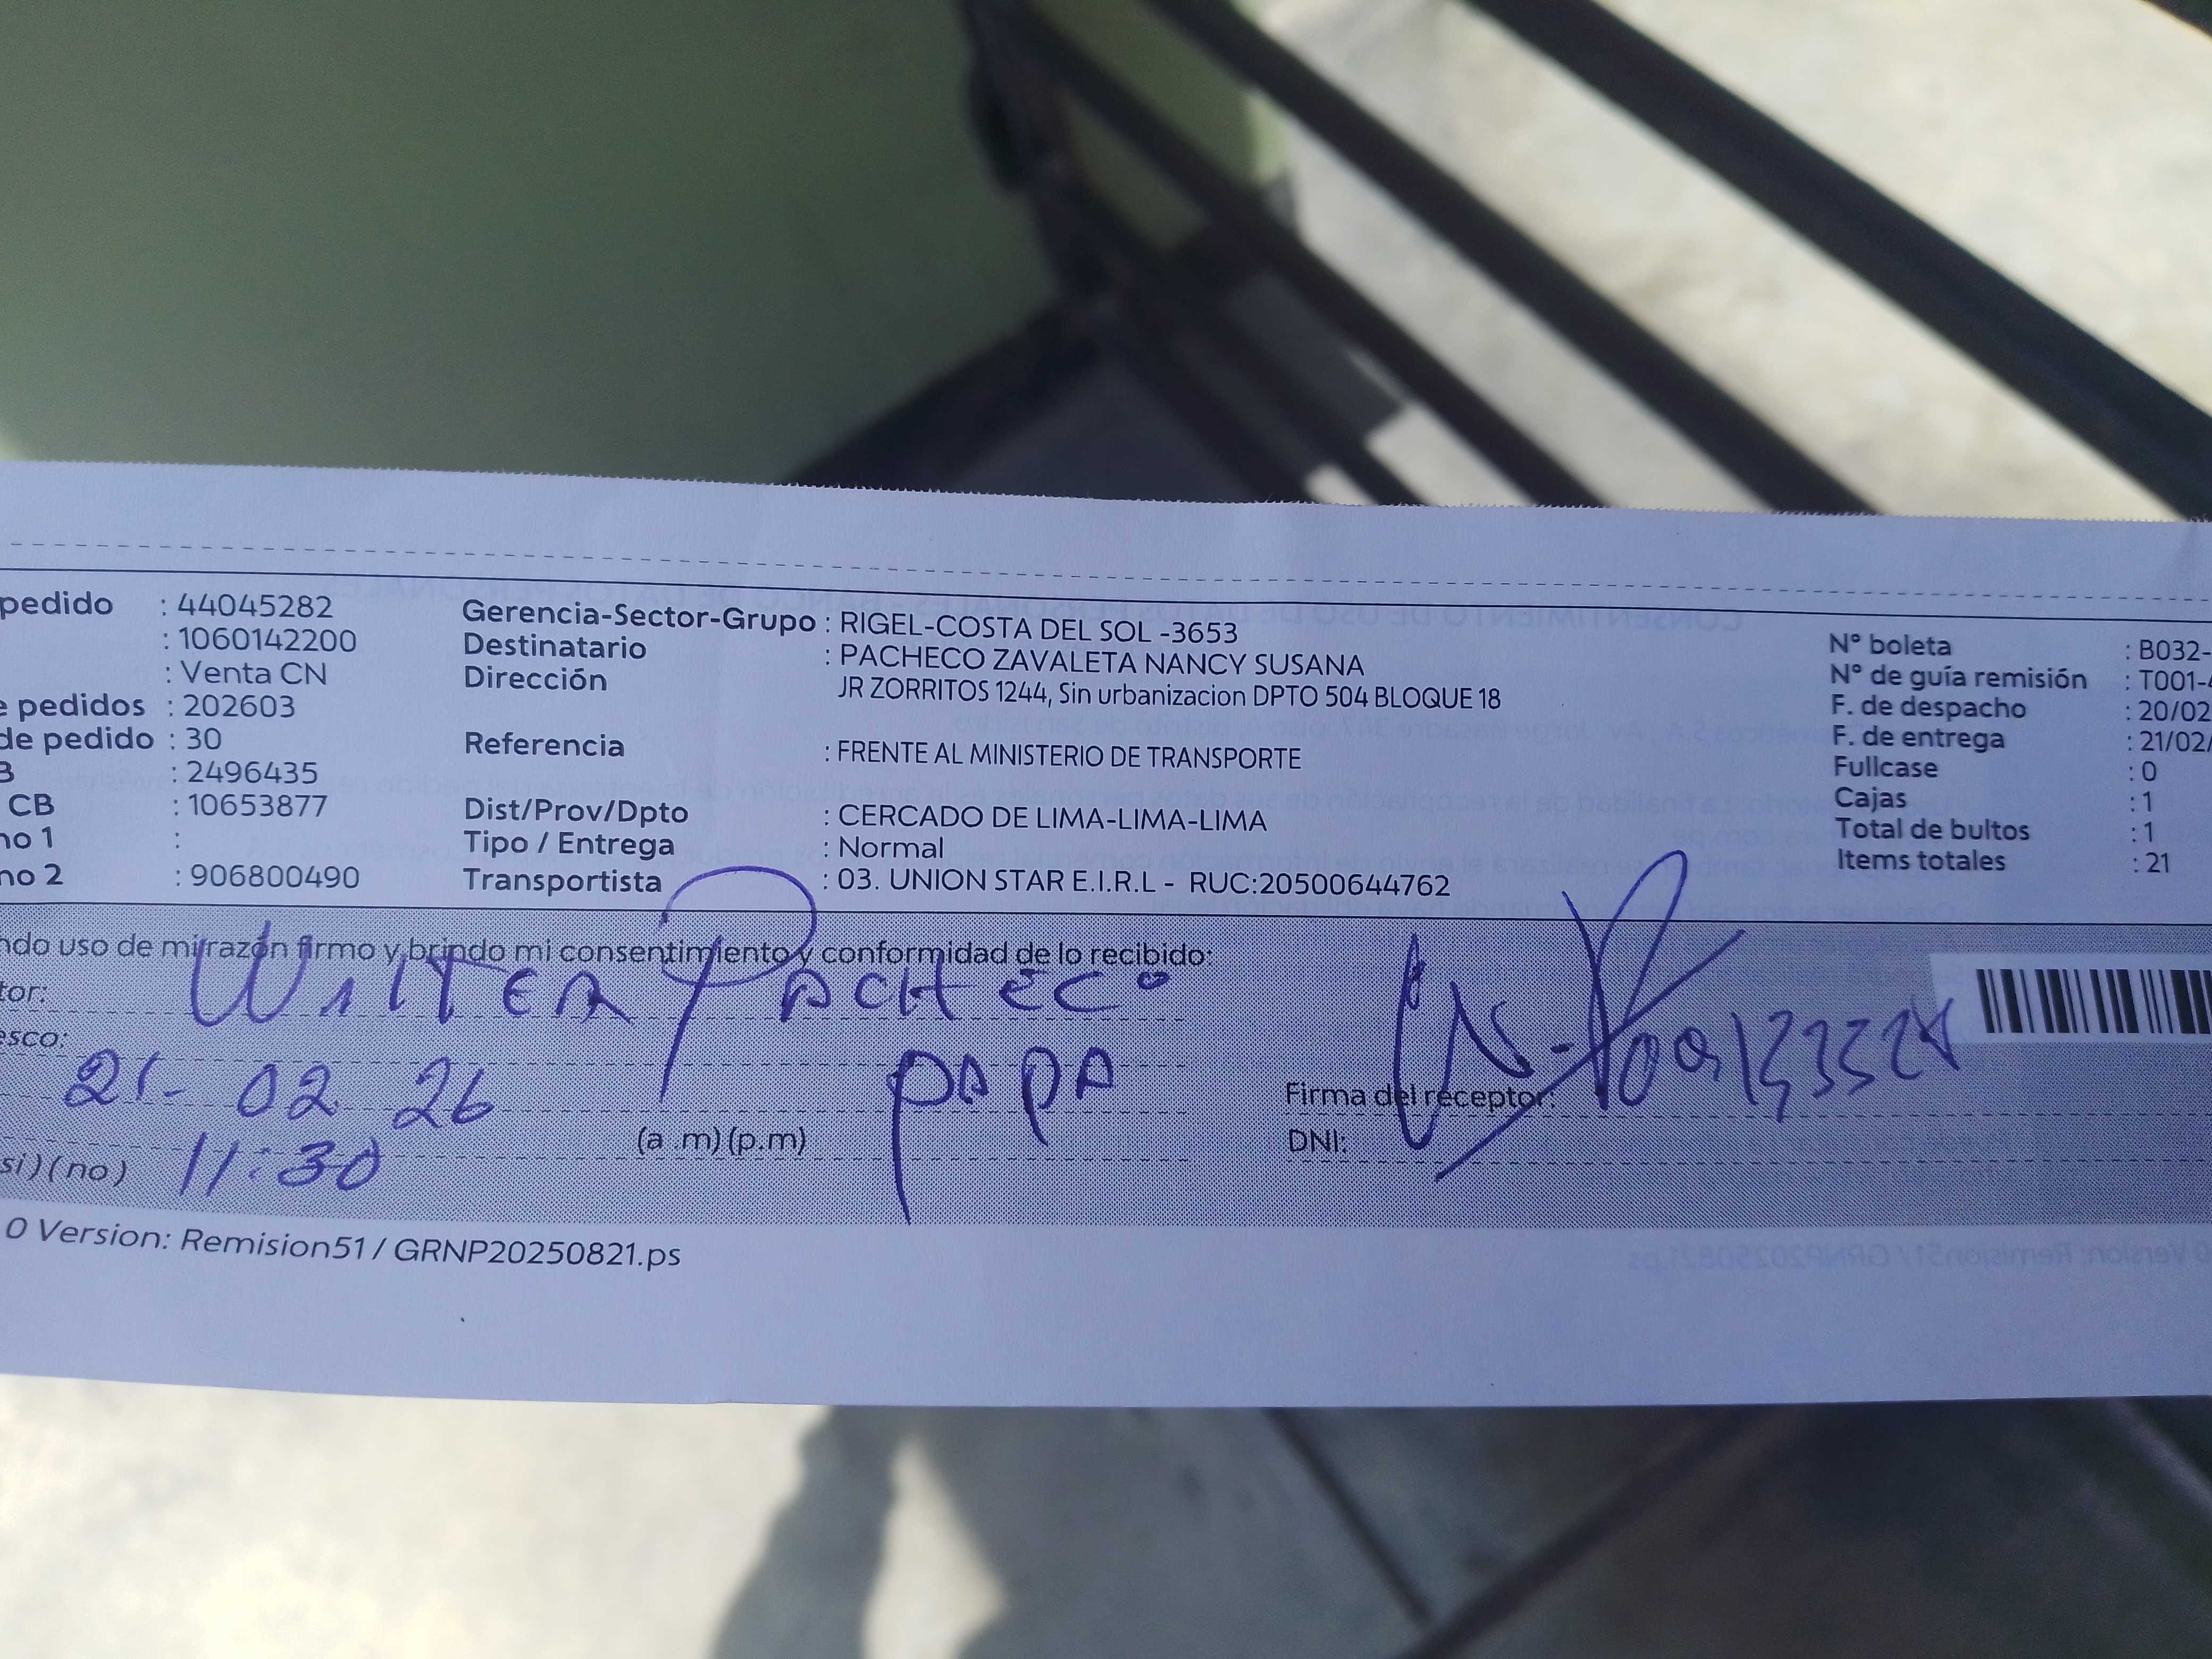 pedido : 44045282
: 1060142200
: Venta CN
e pedidos : 202603
de pedido : 30
B : 2496435
CB : 10653877
no 1 :
no 2 : 906800490
Gerencia-Sector-Grupo : RIGEL-COSTA DEL SOL -3653
Destinatario : PACHECO ZAVALETA NANCY SUSANA
Dirección JR ZORRITOS 1244, Sin urbanizacion DPTO 504 BLOQUE 18
Referencia : FRENTE AL MINISTERIO DE TRANSPORTE
Dist/Prov/Dpto : CERCADO DE LIMA-LIMA-LIMA
Tipo / Entrega : Normal
Transportista : 03. UNION STAR E.I.R.L - RUC:20500644762
Nº boleta : B032-
Nº de guía remisión : T001-
F. de despacho : 20/02
F. de entrega : 21/02/
Fullcase : 0
Cajas : 1
Total de bultos : 1
Items totales : 21
ndo uso de mi razón firmo y brindo mi consentimiento y conformidad de lo recibido:
tor: WALTER PACHECO
esco: PAPA
21-02 26
(a .m) (p.m)
si) (no) 11:30
Firma del receptor:
DNI:
0 Version: Remision51 / GRNP20250821.ps